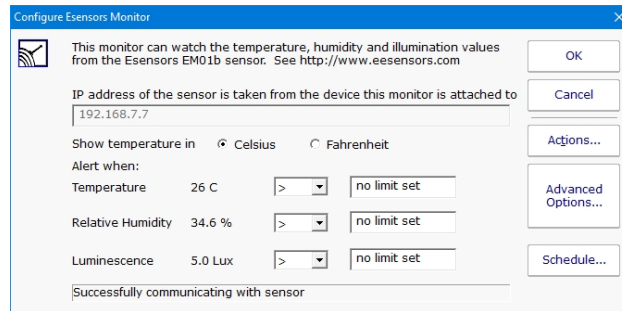 Configure Esensors Monitor
This monitor can watch the temperature, humidity and illumination values
from the Esensors EM01b sensor. See http://www.eesensors.com
OK
IP address of the sensor is taken from the device this monitor is attached to
Cancel
192.168.7.7
Show temperature in Celsius Fahrenheit
Actions...
Alert when:
Temperature 26 C > no limit set
Advanced
Options...
Relative Humidity 34.6 % > no limit set
Luminescence 5.0 Lux > no limit set
Schedule...
Successfully communicating with sensor